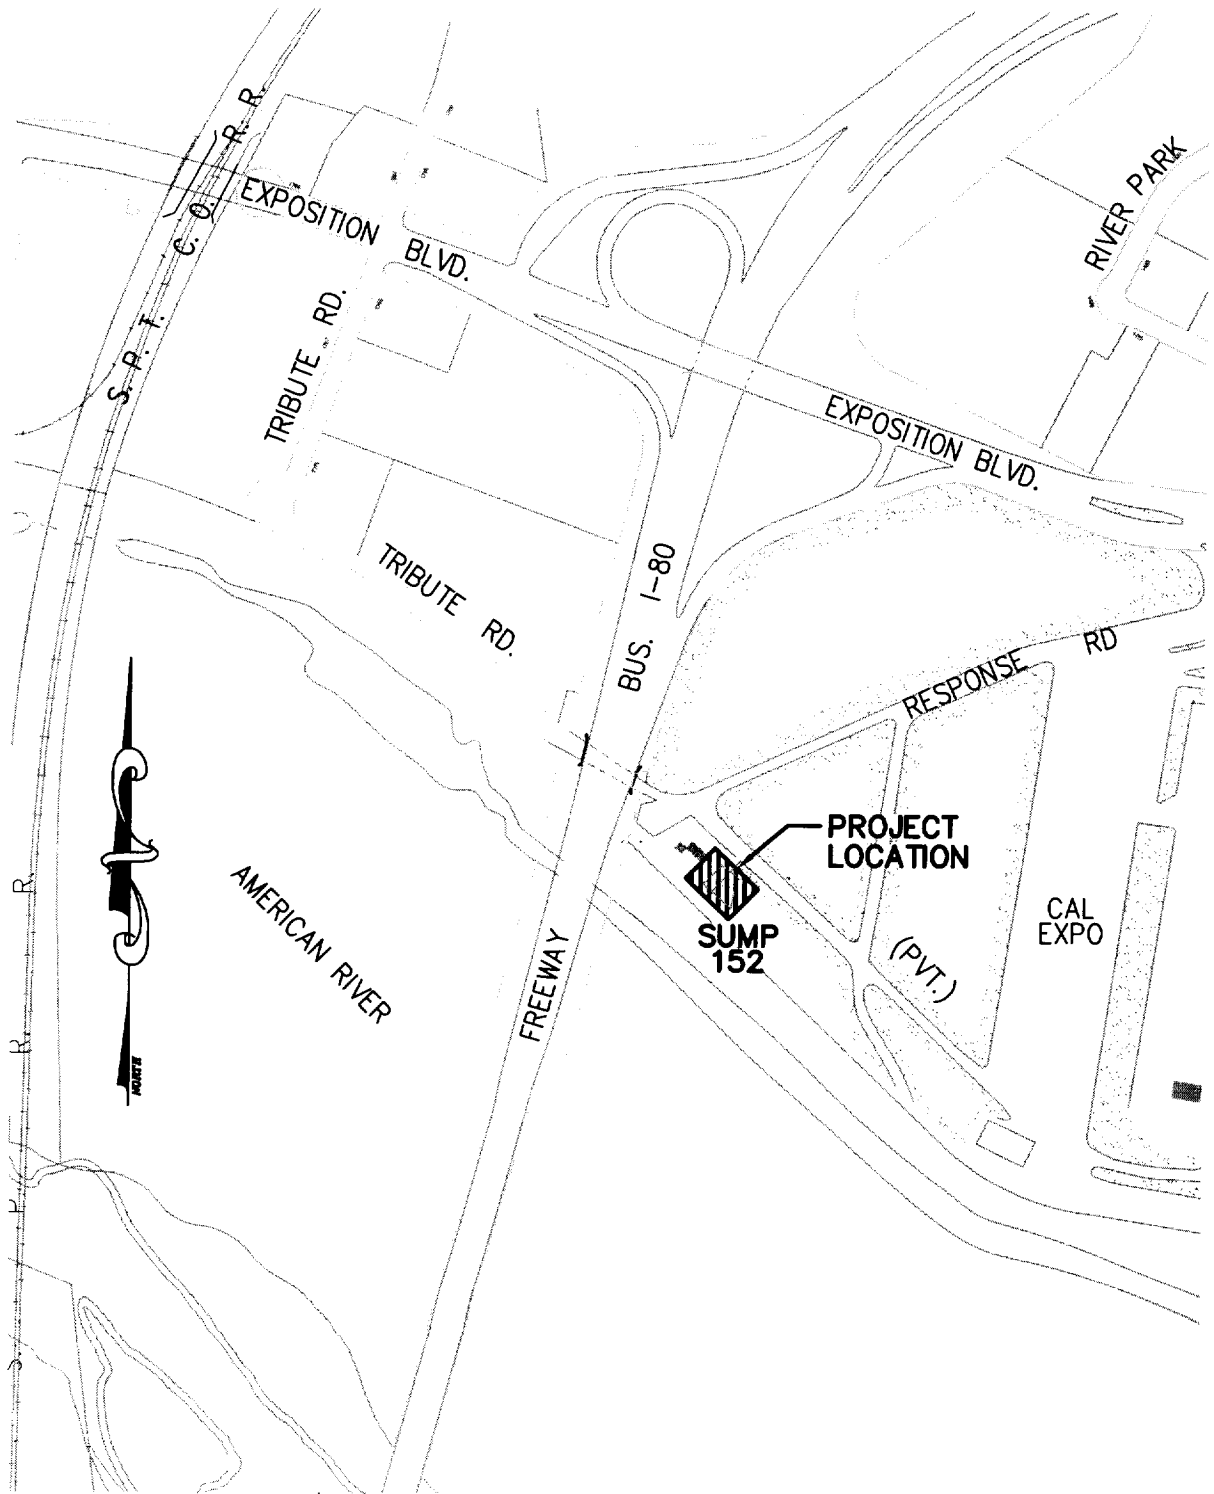 S. P. T. C. O. R. R.
EXPOSITION BLVD.
RIVER PARK
TRIBUTE RD.
EXPOSITION BLVD.
TRIBUTE RD.
BUS. I-80
RESPONSE RD
PROJECT
LOCATION
SUMP
152
CAL
EXPO
(PVT.)
AMERICAN RIVER
FREEWAY
NORTH
S. P. R. R.